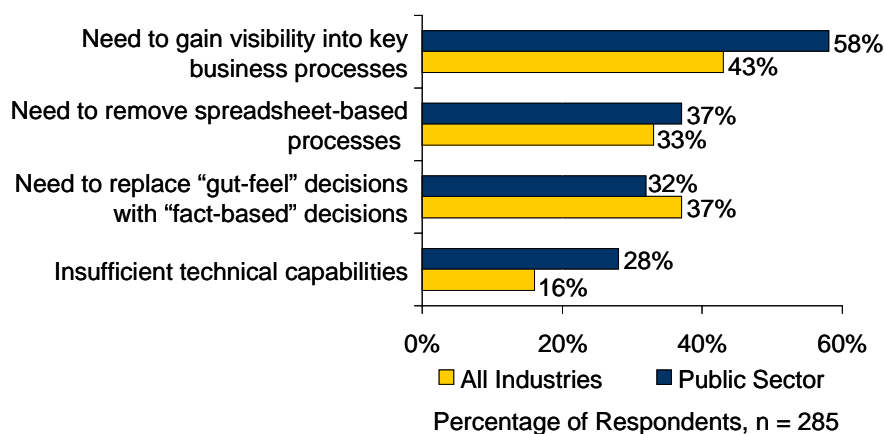 Need to gain visibility into key
business processes
58%
43%
Need to remove spreadsheet-based
processes
37%
33%
Need to replace “gut-feel” decisions
with “fact-based” decisions
32%
37%
Insufficient technical capabilities
28%
16%
0% 20% 40% 60%
All Industries Public Sector
Percentage of Respondents, n = 285